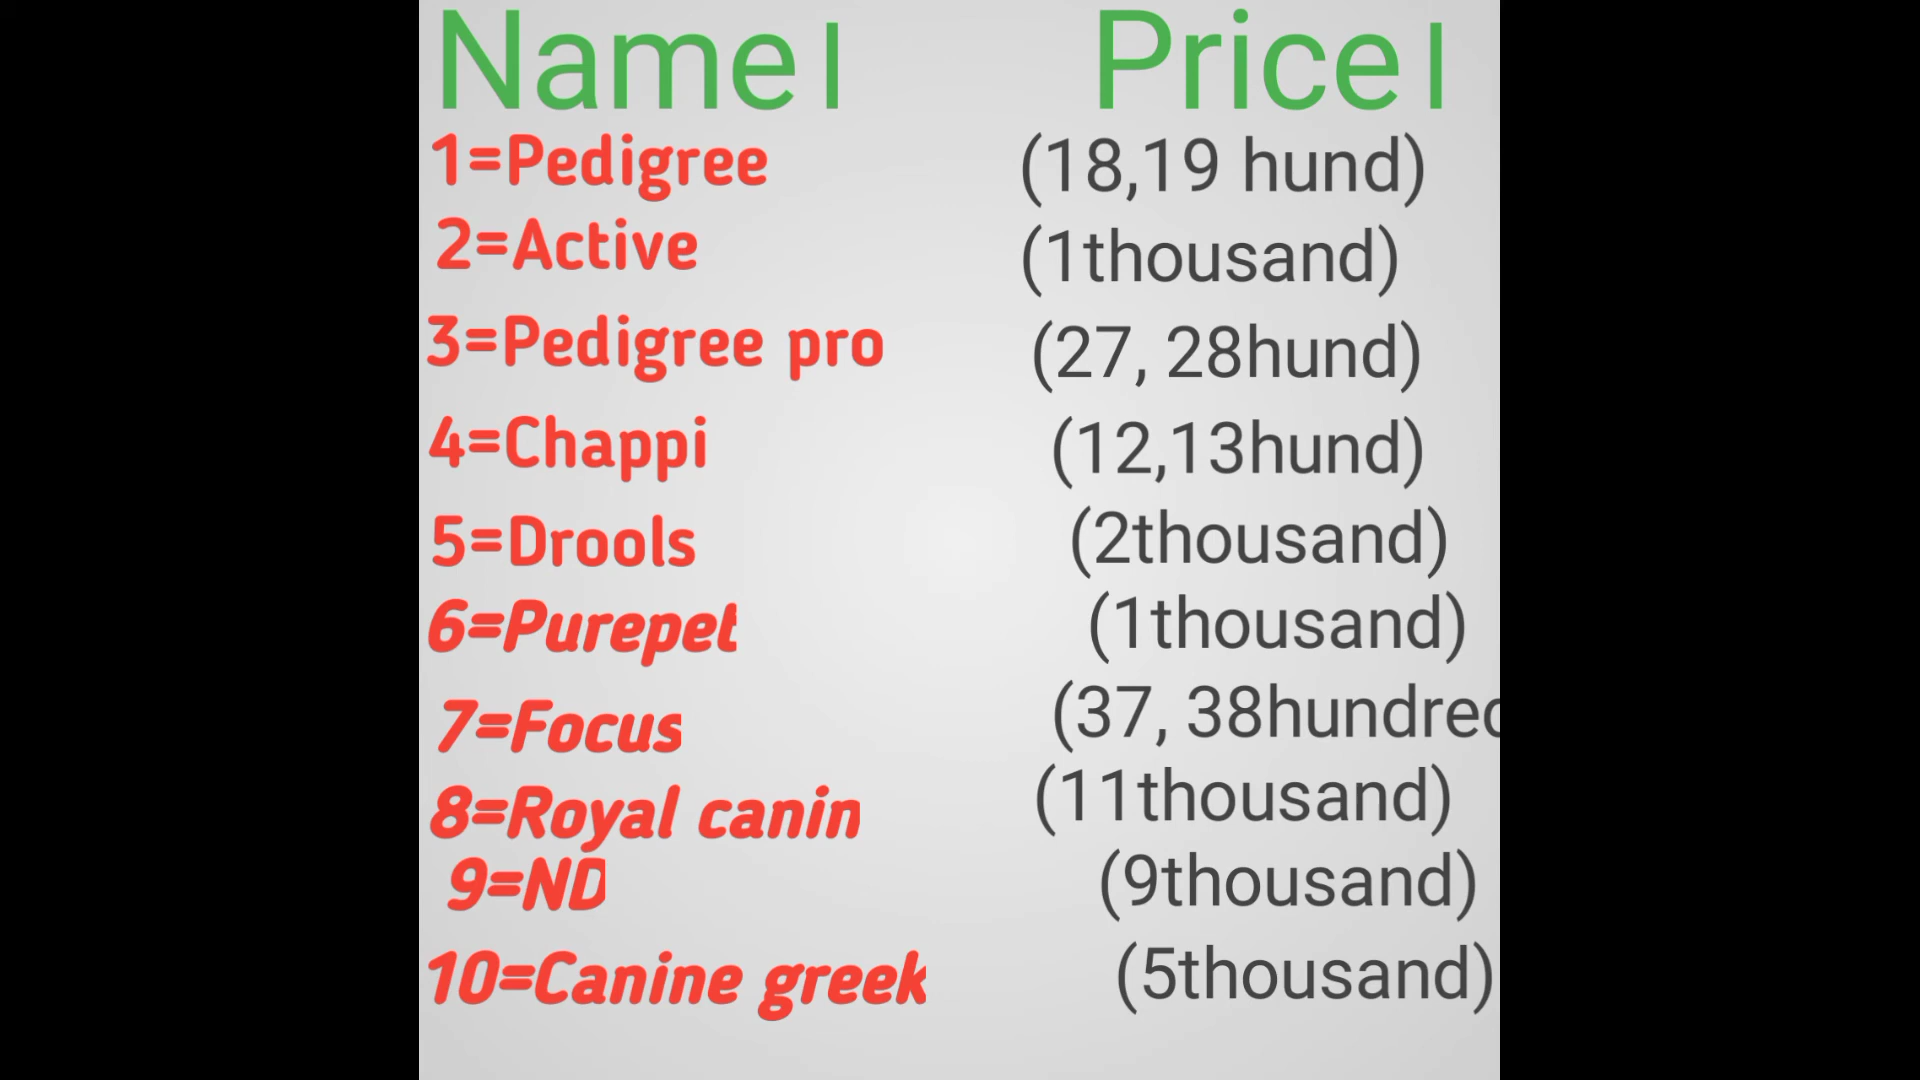 Name I Price I
1=Pedigree (18,19 hund)
2=Active (1thousand)
3=Pedigree pro (27, 28hund)
4=Chappi (12,13hund)
5=Drools (2thousand)
6=Purepet (1thousand)
7=Focus (37, 38hundred
8=Royal canin (11thousand)
9=ND (9thousand)
10=Canine greek (5thousand)